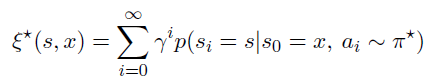 ξ⋆(s, x) = ∑_{i=0}^{∞} γ^i p(s_i = s|s_0 = x, a_i ∼ π⋆)